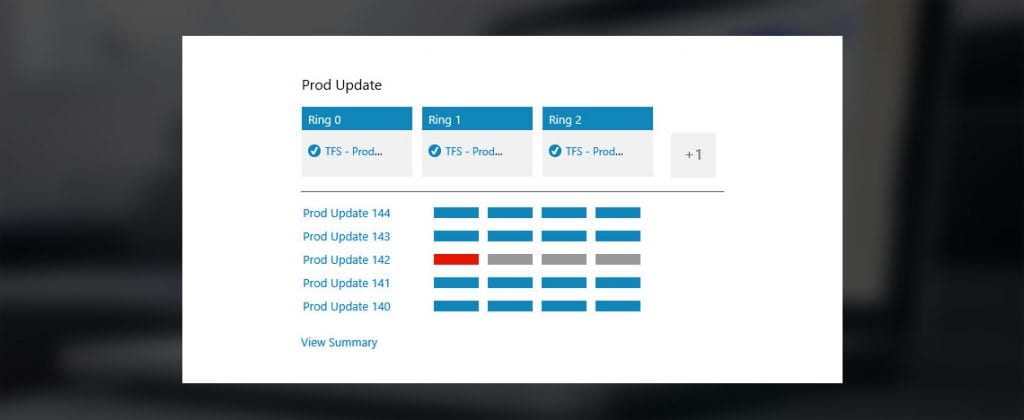 Prod Update
Ring 0
Ring 1
Ring 2
TFS - Prod...
TFS - Prod...
TFS - Prod...
+1
Prod Update 144
Prod Update 143
Prod Update 142
Prod Update 141
Prod Update 140
View Summary